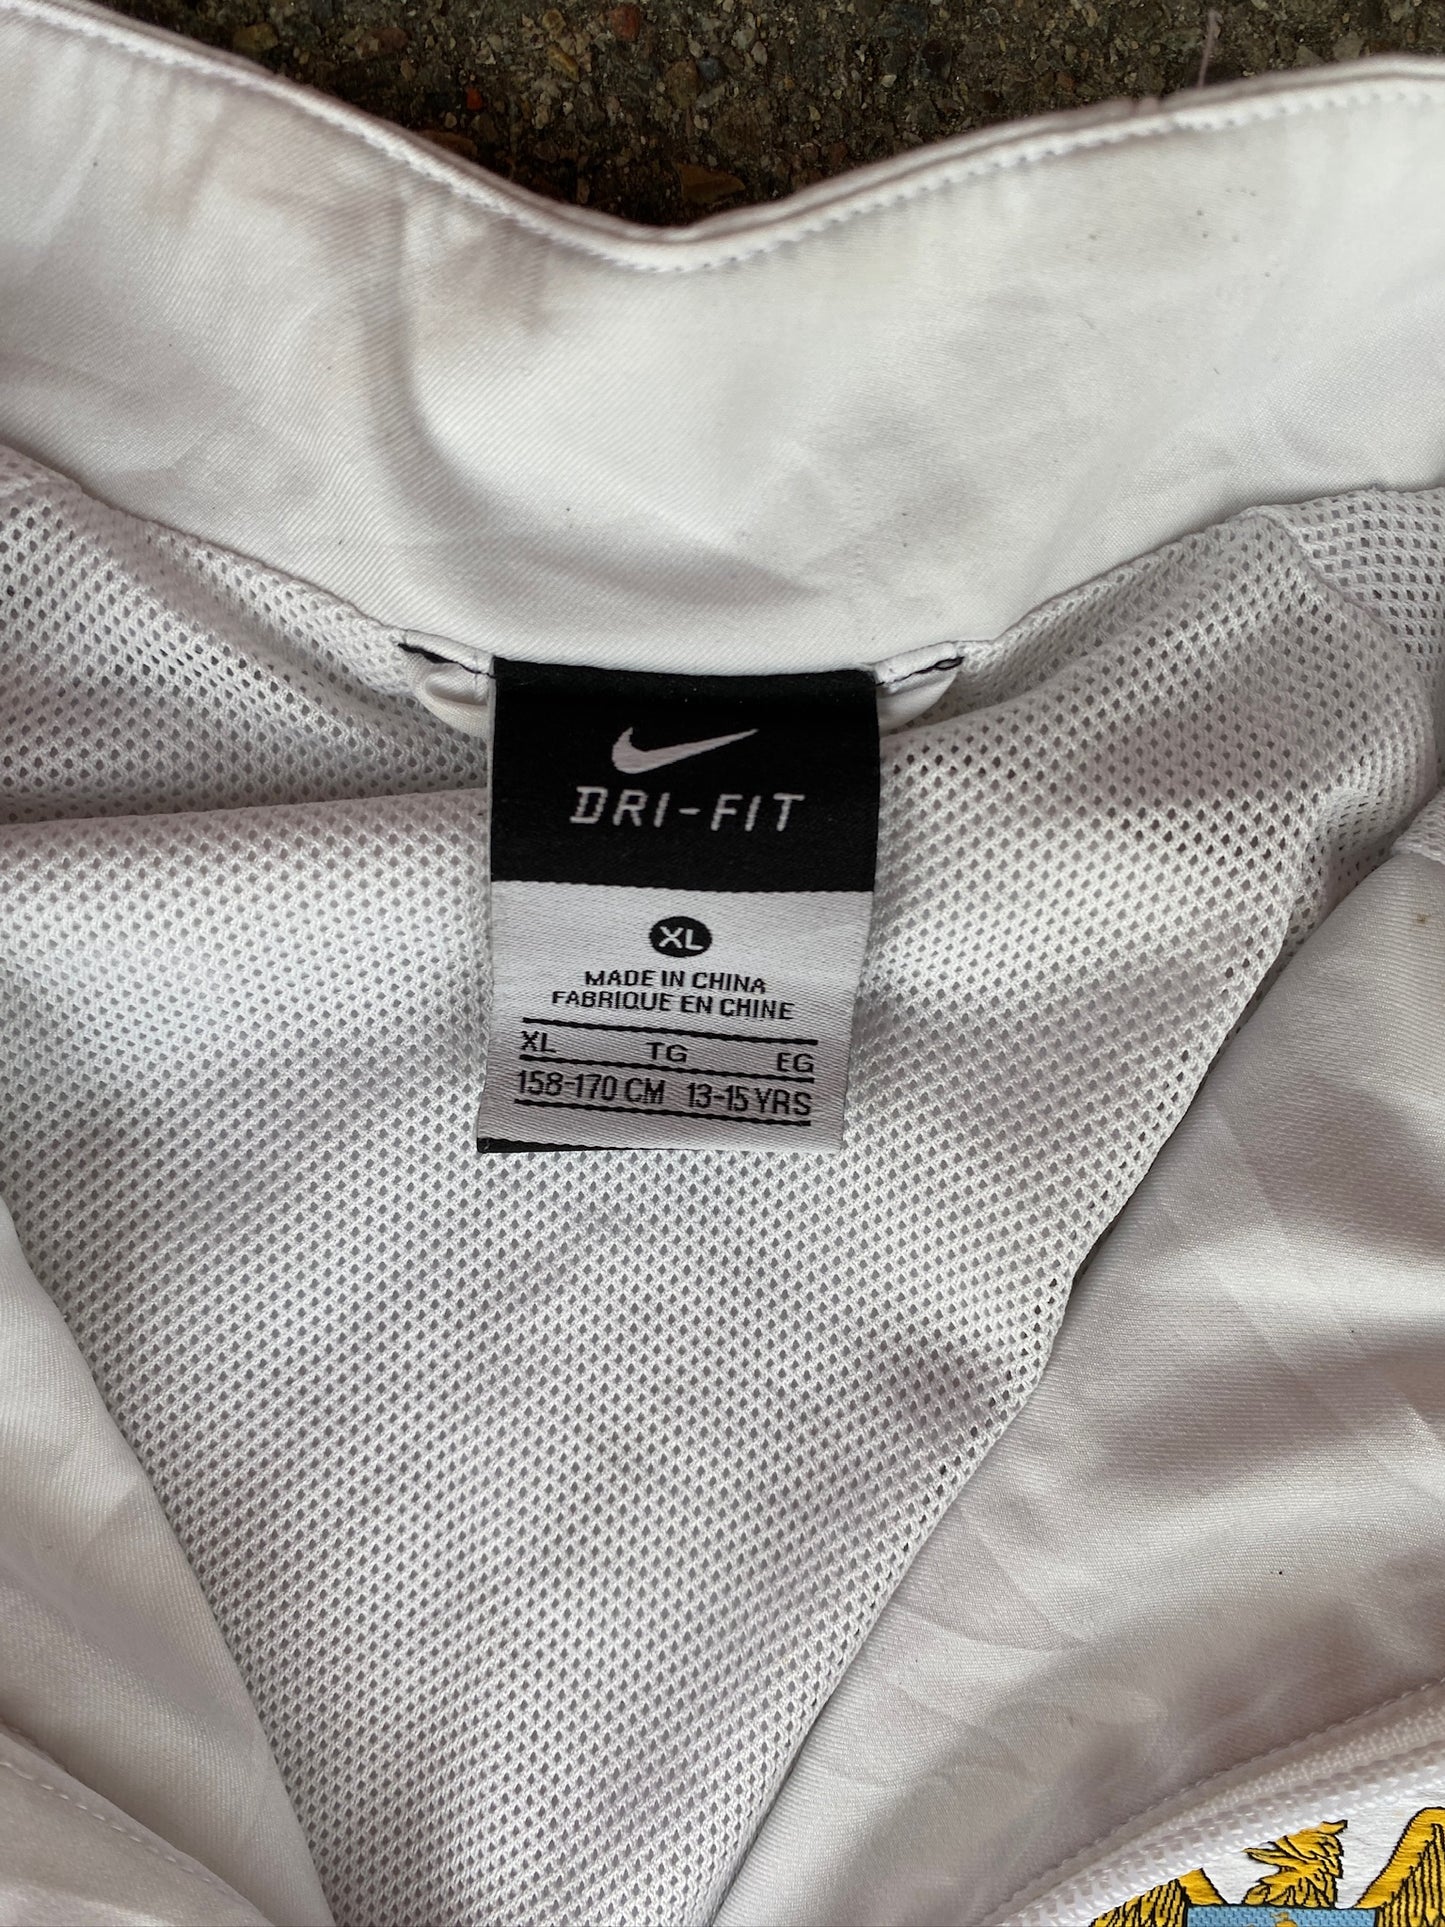 DRI-FIT
XL
MADE IN CHINA
FABRIQUE EN CHINE
XL TG EG
158-170 CM 13-15 YRS